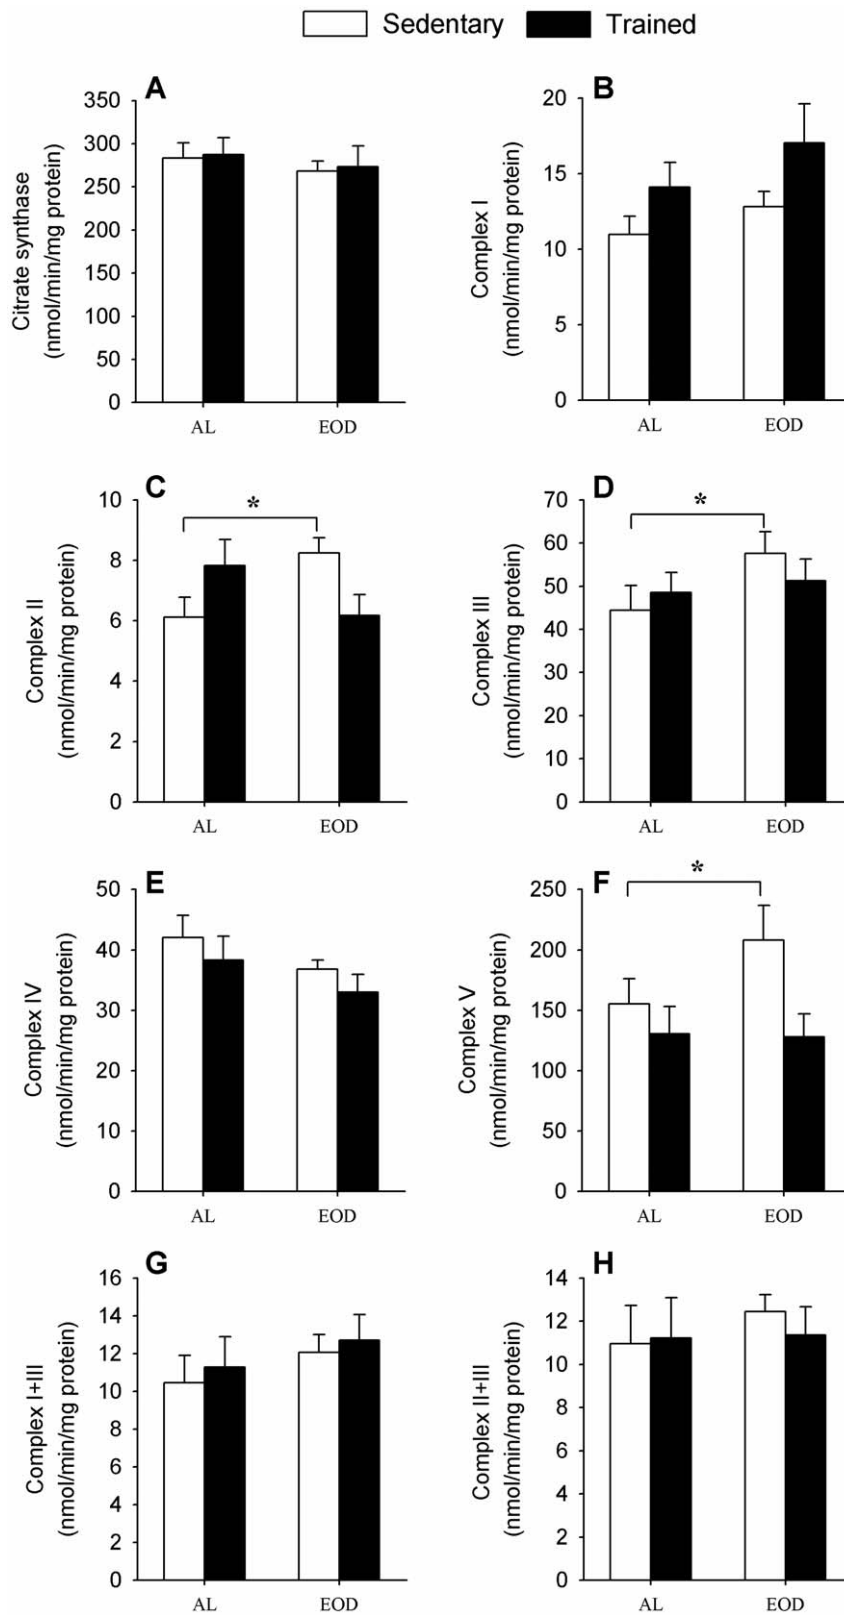 Sedentary Trained
A
Citrate synthase
(nmol/min/mg protein)
350
300
250
200
150
100
50
0
AL EOD
B
Complex I
(nmol/min/mg protein)
20
15
10
5
0
AL EOD
C
Complex II
(nmol/min/mg protein)
10
8
6
4
2
0
*
AL EOD
D
Complex III
(nmol/min/mg protein)
70
60
50
40
30
20
10
0
*
AL EOD
E
Complex IV
(nmol/min/mg protein)
50
40
30
20
10
0
AL EOD
F
Complex V
(nmol/min/mg protein)
250
200
150
100
50
0
*
AL EOD
G
Complex I+III
(nmol/min/mg protein)
16
14
12
10
8
6
4
2
0
AL EOD
H
Complex II+III
(nmol/min/mg protein)
14
12
10
8
6
4
2
0
AL EOD